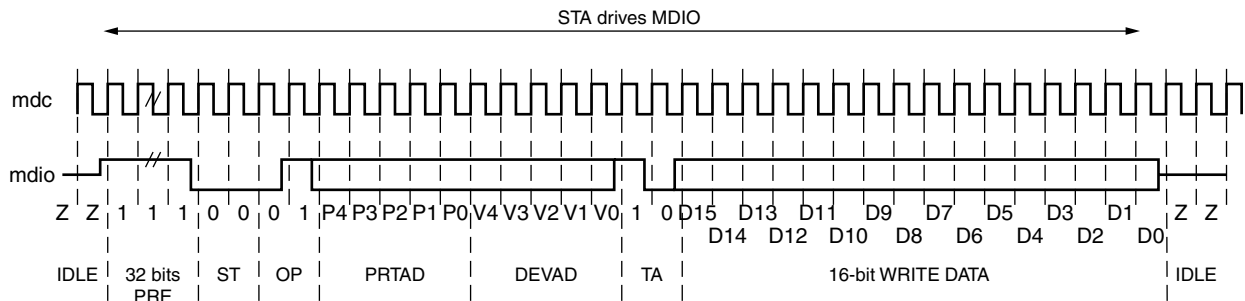 STA drives MDIO
mdc
mdio
Z Z 1 1 1 0 0 0 1 P4 P3 P2 P1 P0 V4 V3 V2 V1 V0 1 0 D15 D13 D11 D9 D7 D5 D3 D1 Z Z
D14 D12 D10 D8 D6 D4 D2 D0
IDLE 32 bits ST OP PRTAD DEVAD TA 16-bit WRITE DATA IDLE
PRE